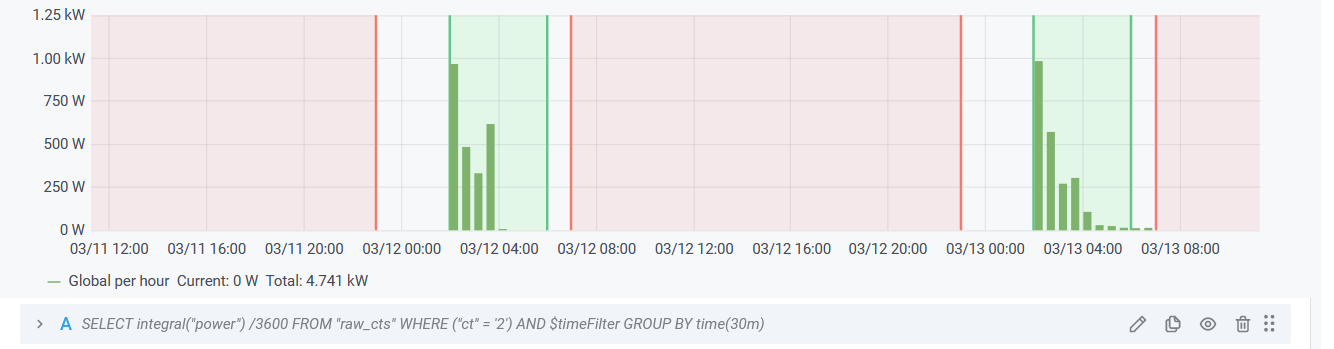 1.25 kW
1.00 kW
750 W
500 W
250 W
0 W
03/11 12:00 03/11 16:00 03/11 20:00 03/12 00:00 03/12 04:00 03/12 08:00 03/12 12:00 03/12 16:00 03/12 20:00 03/13 00:00 03/13 04:00 03/13 08:00
Global per hour Current: 0 W Total: 4.741 kW
A SELECT integral("power") /3600 FROM "raw_cts" WHERE ("ct" = '2') AND $timeFilter GROUP BY time(30m)